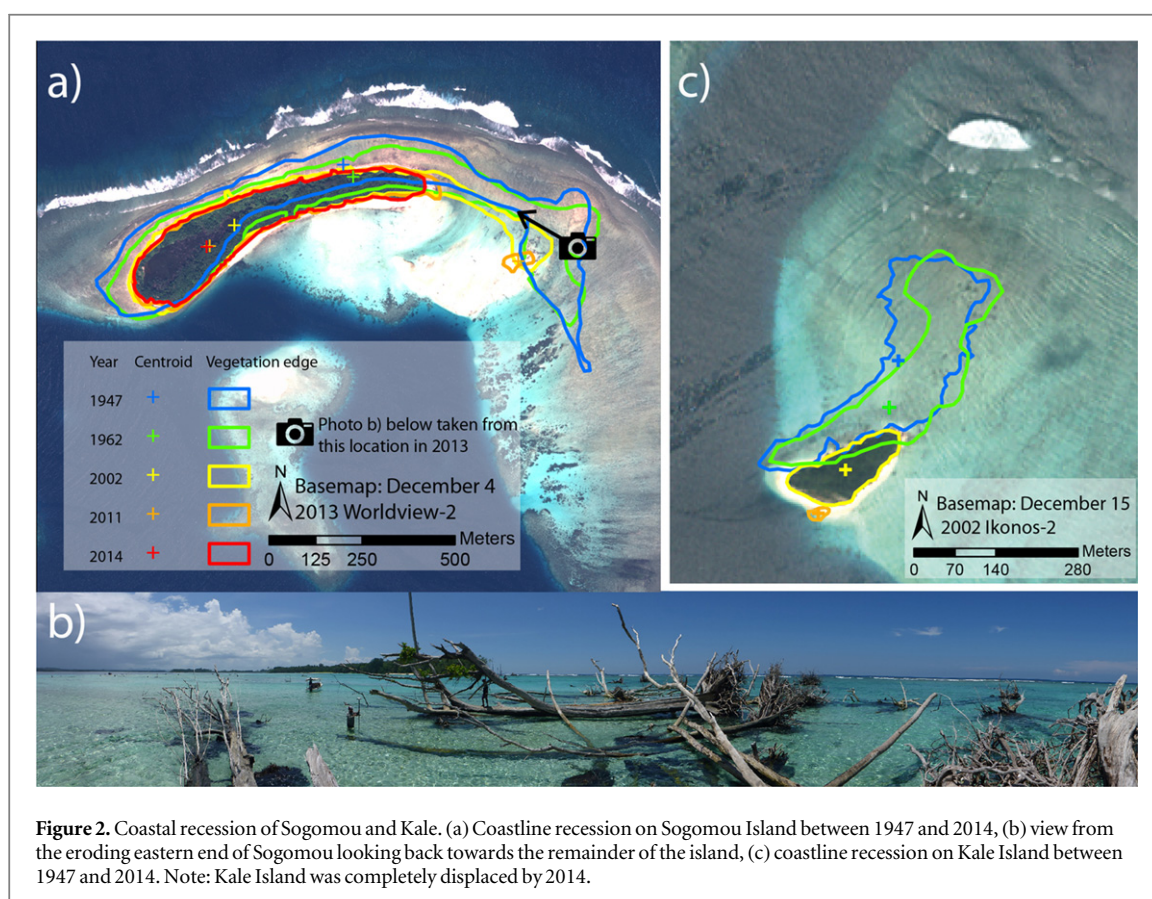 a)
Year Centroid Vegetation edge
1947
1962
2002
2011
2014
Photo b) below taken from
this location in 2013
N
Basemap: December 4
2013 Worldview-2
Meters
0 125 250 500
c)
N
Basemap: December 15
2002 Ikonos-2
Meters
0 70 140 280
b)
Figure 2. Coastal recession of Sogomou and Kale. (a) Coastline recession on Sogomou Island between 1947 and 2014, (b) view from
the eroding eastern end of Sogomou looking back towards the remainder of the island, (c) coastline recession on Kale Island between
1947 and 2014. Note: Kale Island was completely displaced by 2014.